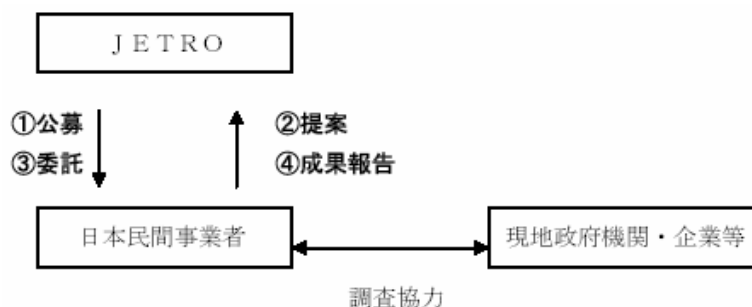 ＪＥＴＲＯ
①公募
②提案
③委託
④成果報告
日本民間事業者
現地政府機関・企業等
調査協力